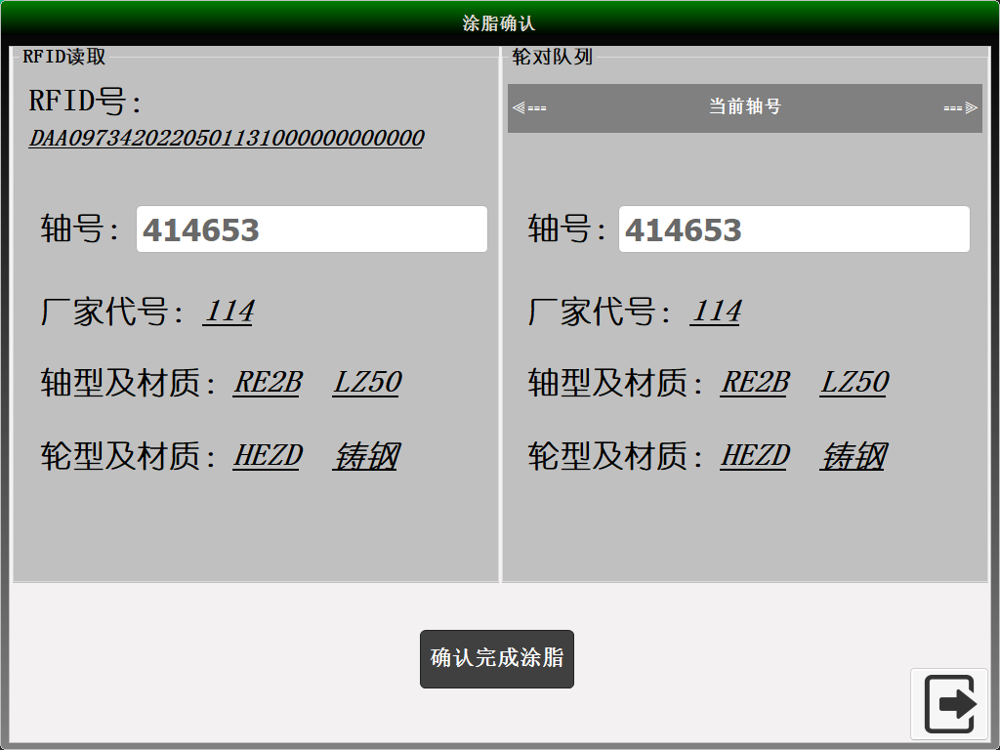 涂脂确认
RFID读取
RFID号：
DAA09734202205011310000000000000
轴号： 414653
厂家代号： 114
轴型及材质： RE2B LZ50
轮型及材质： HEZD 铸钢
轮对队列
⫷=== 当前轴号 ===⫸
轴号： 414653
厂家代号： 114
轴型及材质： RE2B LZ50
轮型及材质： HEZD 铸钢
确认完成涂脂